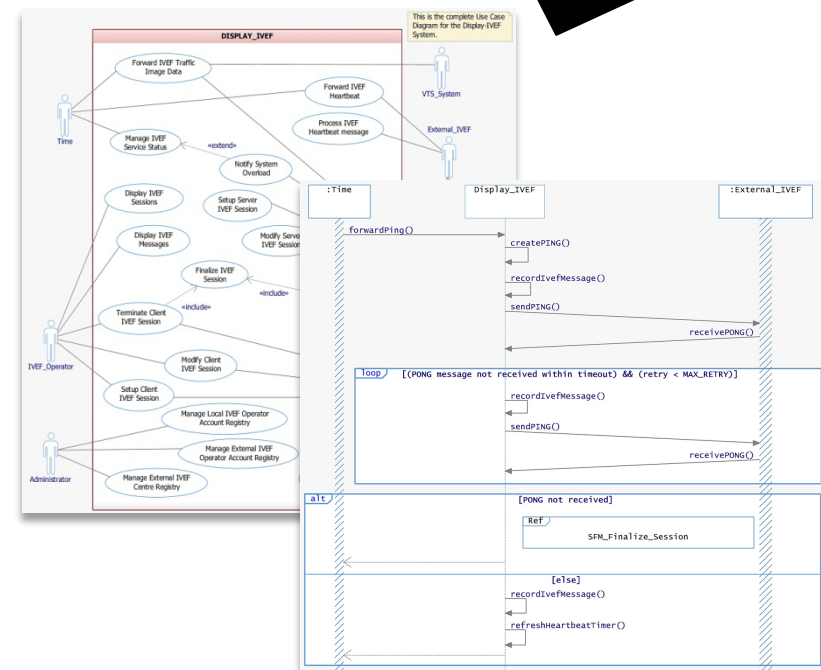 This is the complete Use Case
Diagram for the Display-IVEF
System.
DISPLAY_IVEF
Forward IVEF Traffic
Image Data
VTS_System
Forward IVEF
Heartbeat
Time
Process IVEF
Heartbeat message
External_IVEF
Manage IVEF
Service Status
«extend»
Notify System
Overload
Display IVEF
Sessions
Setup Server
IVEF Session
Display IVEF
Messages
Modify Serve
IVEF Session
Finalize IVEF
Session
«include»
«include»
Terminate Client
IVEF Session
IVEF_Operator
Modify Client
IVEF Session
Setup Client
IVEF Session
Manage Local IVEF Operator
Account Registry
Manage External IVEF
Operator Account Registry
Administrator
Manage External IVEF
Centre Registry
:Time
Display_IVEF
:External_IVEF
forwardPing()
createPING()
recordIvefMessage()
sendPING()
receivePONG()
loop
[(PONG message not received within timeout) && (retry < MAX_RETRY)]
recordIvefMessage()
sendPING()
receivePONG()
alt
[PONG not received]
Ref
SFM_Finalize_Session
[else]
recordIvefMessage()
refreshHeartbeatTimer()